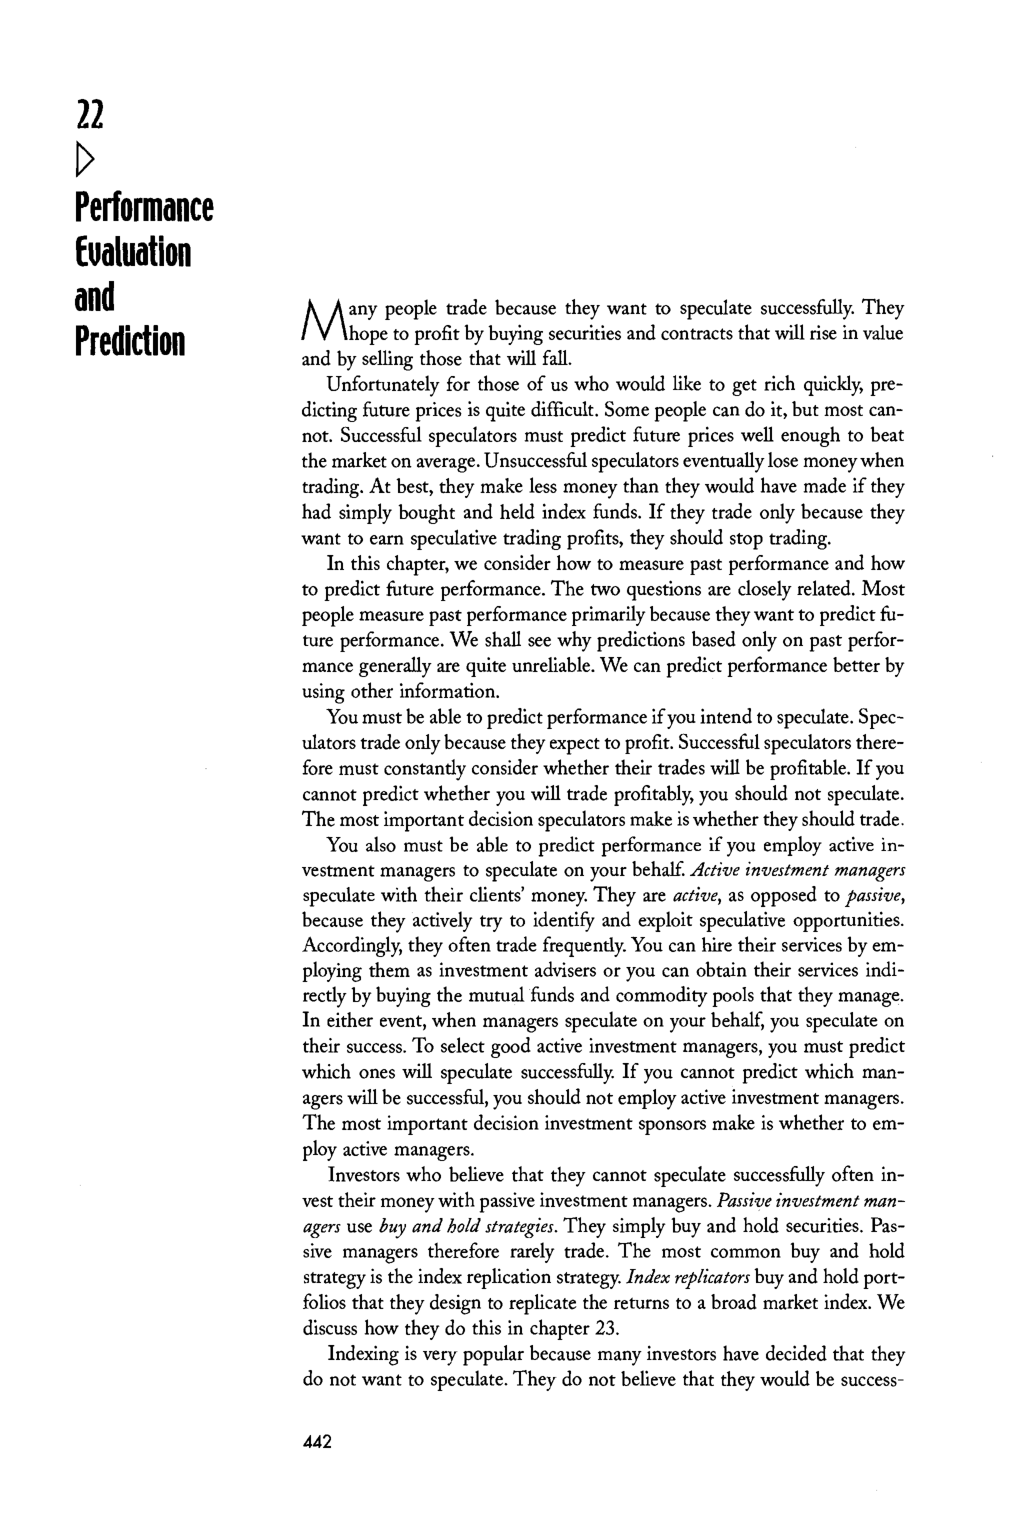 22
Performance
Evaluation
and
Prediction
Many people trade because they want to speculate successfully. They
hope to profit by buying securities and contracts that will rise in value
and by selling those that will fall.
Unfortunately for those of us who would like to get rich quickly, pre-
dicting future prices is quite difficult. Some people can do it, but most can-
not. Successful speculators must predict future prices well enough to beat
the market on average. Unsuccessful speculators eventually lose money when
trading. At best, they make less money than they would have made if they
had simply bought and held index funds. If they trade only because they
want to earn speculative trading profits, they should stop trading.
In this chapter, we consider how to measure past performance and how
to predict future performance. The two questions are closely related. Most
people measure past performance primarily because they want to predict fu-
ture performance. We shall see why predictions based only on past perfor-
mance generally are quite unreliable. We can predict performance better by
using other information.
You must be able to predict performance if you intend to speculate. Spec-
ulators trade only because they expect to profit. Successful speculators there-
fore must constantly consider whether their trades will be profitable. If you
cannot predict whether you will trade profitably, you should not speculate.
The most important decision speculators make is whether they should trade.
You also must be able to predict performance if you employ active in-
vestment managers to speculate on your behalf. Active investment managers
speculate with their clients' money. They are active, as opposed to passive,
because they actively try to identify and exploit speculative opportunities.
Accordingly, they often trade frequently. You can hire their services by em-
ploying them as investment advisers or you can obtain their services indi-
rectly by buying the mutual funds and commodity pools that they manage.
In either event, when managers speculate on your behalf, you speculate on
their success. To select good active investment managers, you must predict
which ones will speculate successfully. If you cannot predict which man-
agers will be successful, you should not employ active investment managers.
The most important decision investment sponsors make is whether to em-
ploy active managers.
Investors who believe that they cannot speculate successfully often in-
vest their money with passive investment managers. Passive investment man-
agers use buy and hold strategies. They simply buy and hold securities. Pas-
sive managers therefore rarely trade. The most common buy and hold
strategy is the index replication strategy. Index replicators buy and hold port-
folios that they design to replicate the returns to a broad market index. We
discuss how they do this in chapter 23.
Indexing is very popular because many investors have decided that they
do not want to speculate. They do not believe that they would be success-
442